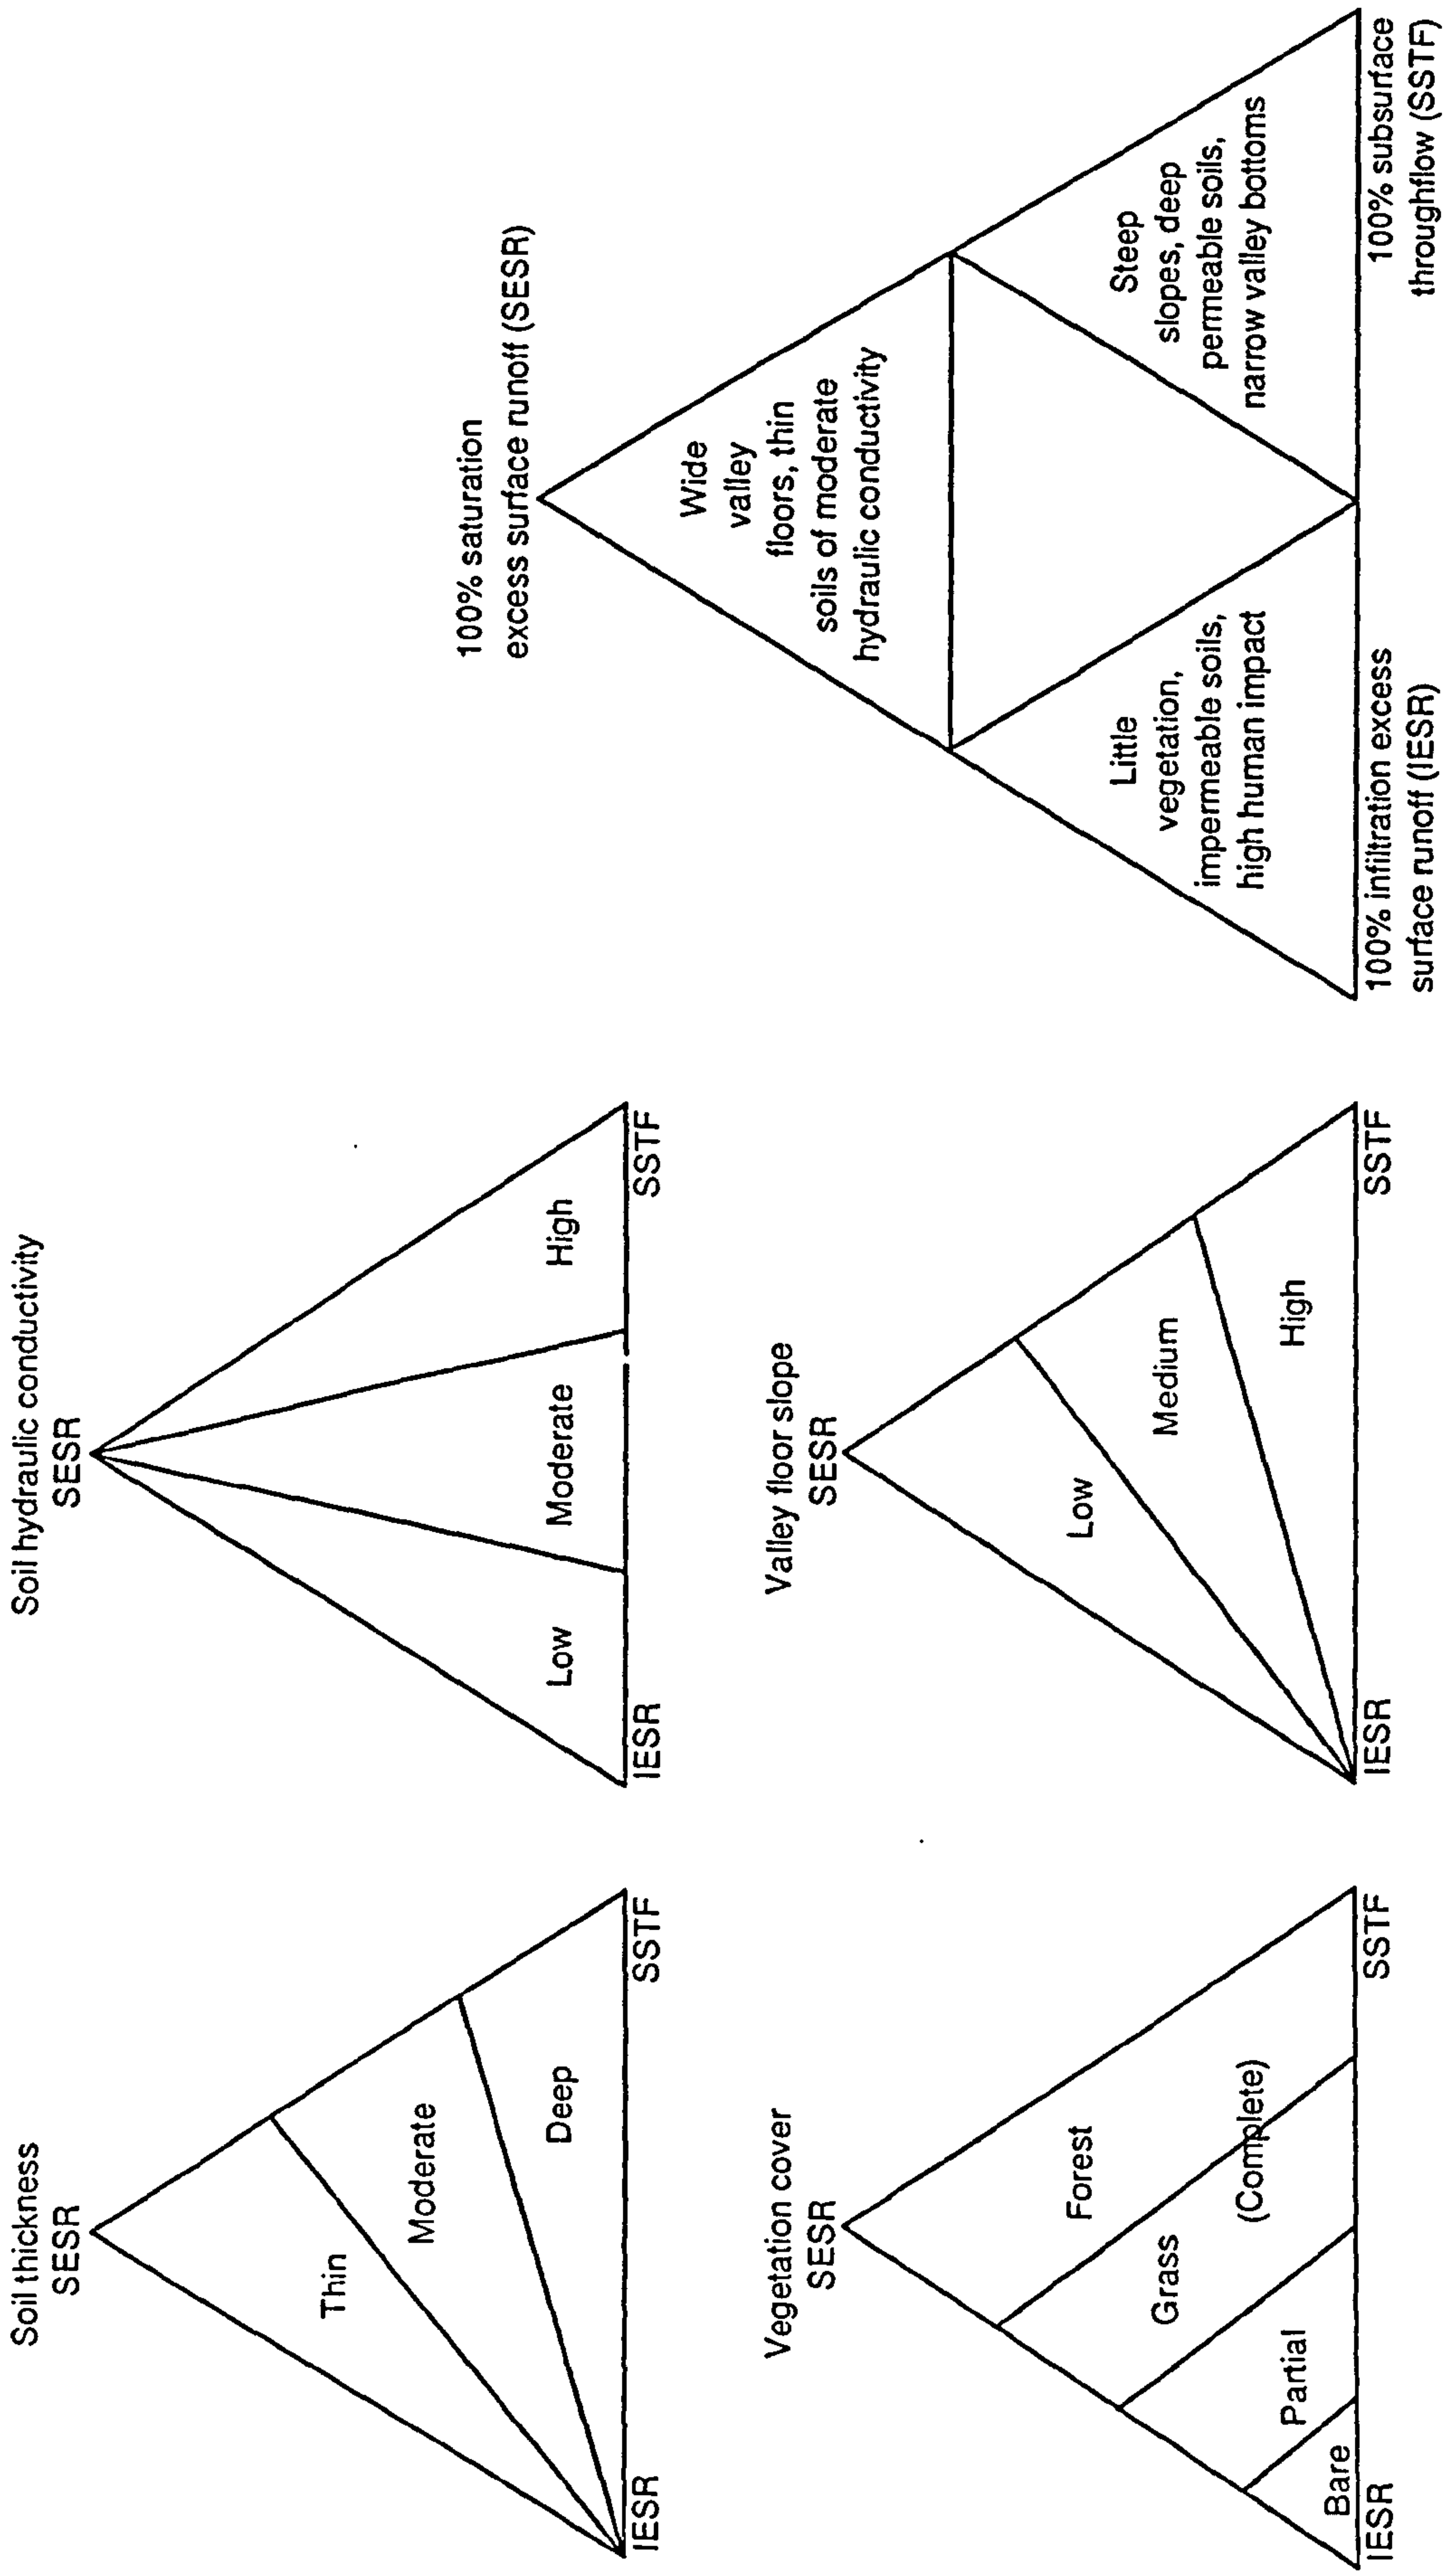 Soil thickness
SESR
Thin
Moderate
Deep
IESR
SSTF
Soil hydraulic conductivity
SESR
Low
Moderate
High
IESR
SSTF
Vegetation cover
SESR
Forest
Grass
(Complete)
Partial
Bare
IESR
SSTF
Valley floor slope
SESR
Low
Medium
High
IESR
SSTF
100% saturation
excess surface runoff (SESR)
Wide
valley
floors, thin
soils of moderate
hydraulic conductivity
Little
vegetation,
impermeable soils,
high human impact
Steep
slopes, deep
permeable soils,
narrow valley bottoms
100% infiltration excess
surface runoff (IESR)
100% subsurface
throughflow (SSTF)